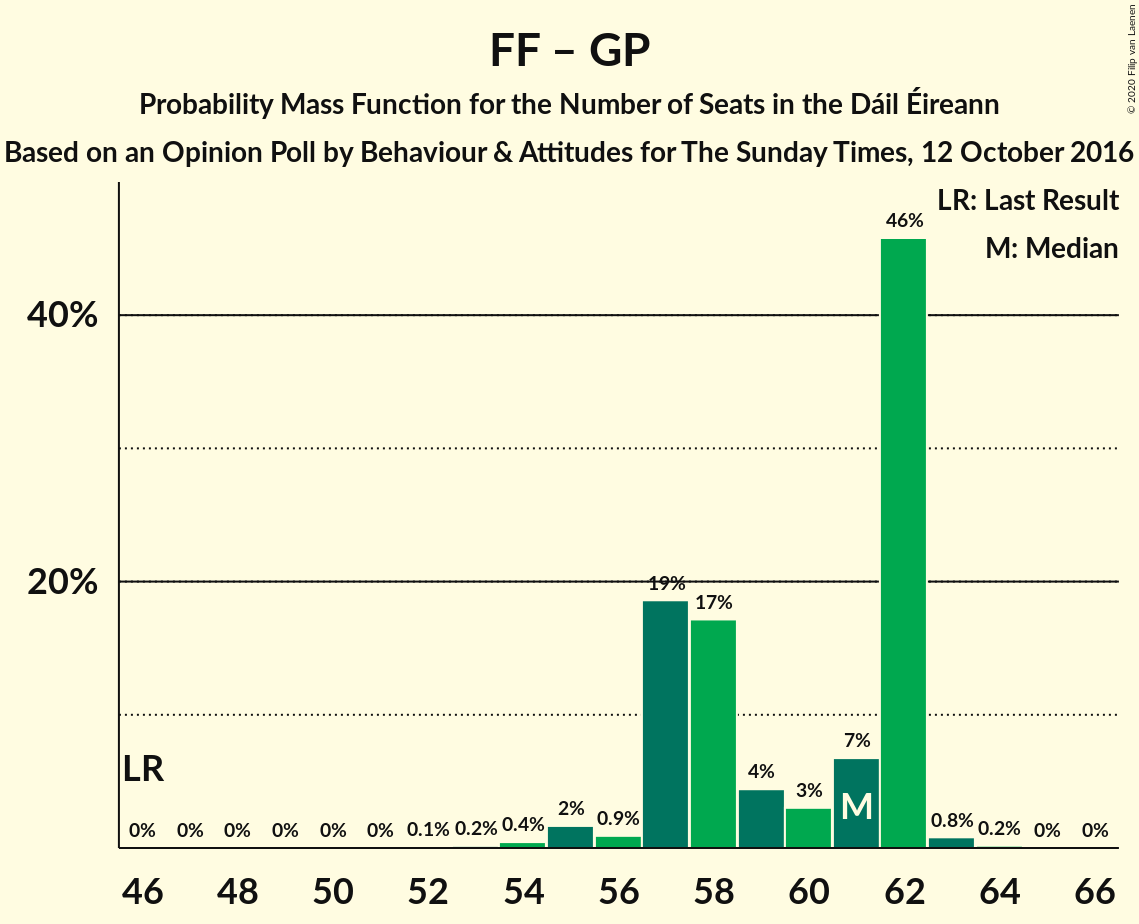 FF – GP
Probability Mass Function for the Number of Seats in the Dáil Éireann
Based on an Opinion Poll by Behaviour & Attitudes for The Sunday Times, 12 October 2016
© 2020 Filip van Laenen
LR: Last Result
M: Median
46%
40%
20%
19%
17%
7%
4%
3%
LR
M
0% 0% 0% 0% 0% 0% 0.1% 0.2% 0.4% 2% 0.9% 0.8% 0.2% 0% 0%
46 48 50 52 54 56 58 60 62 64 66